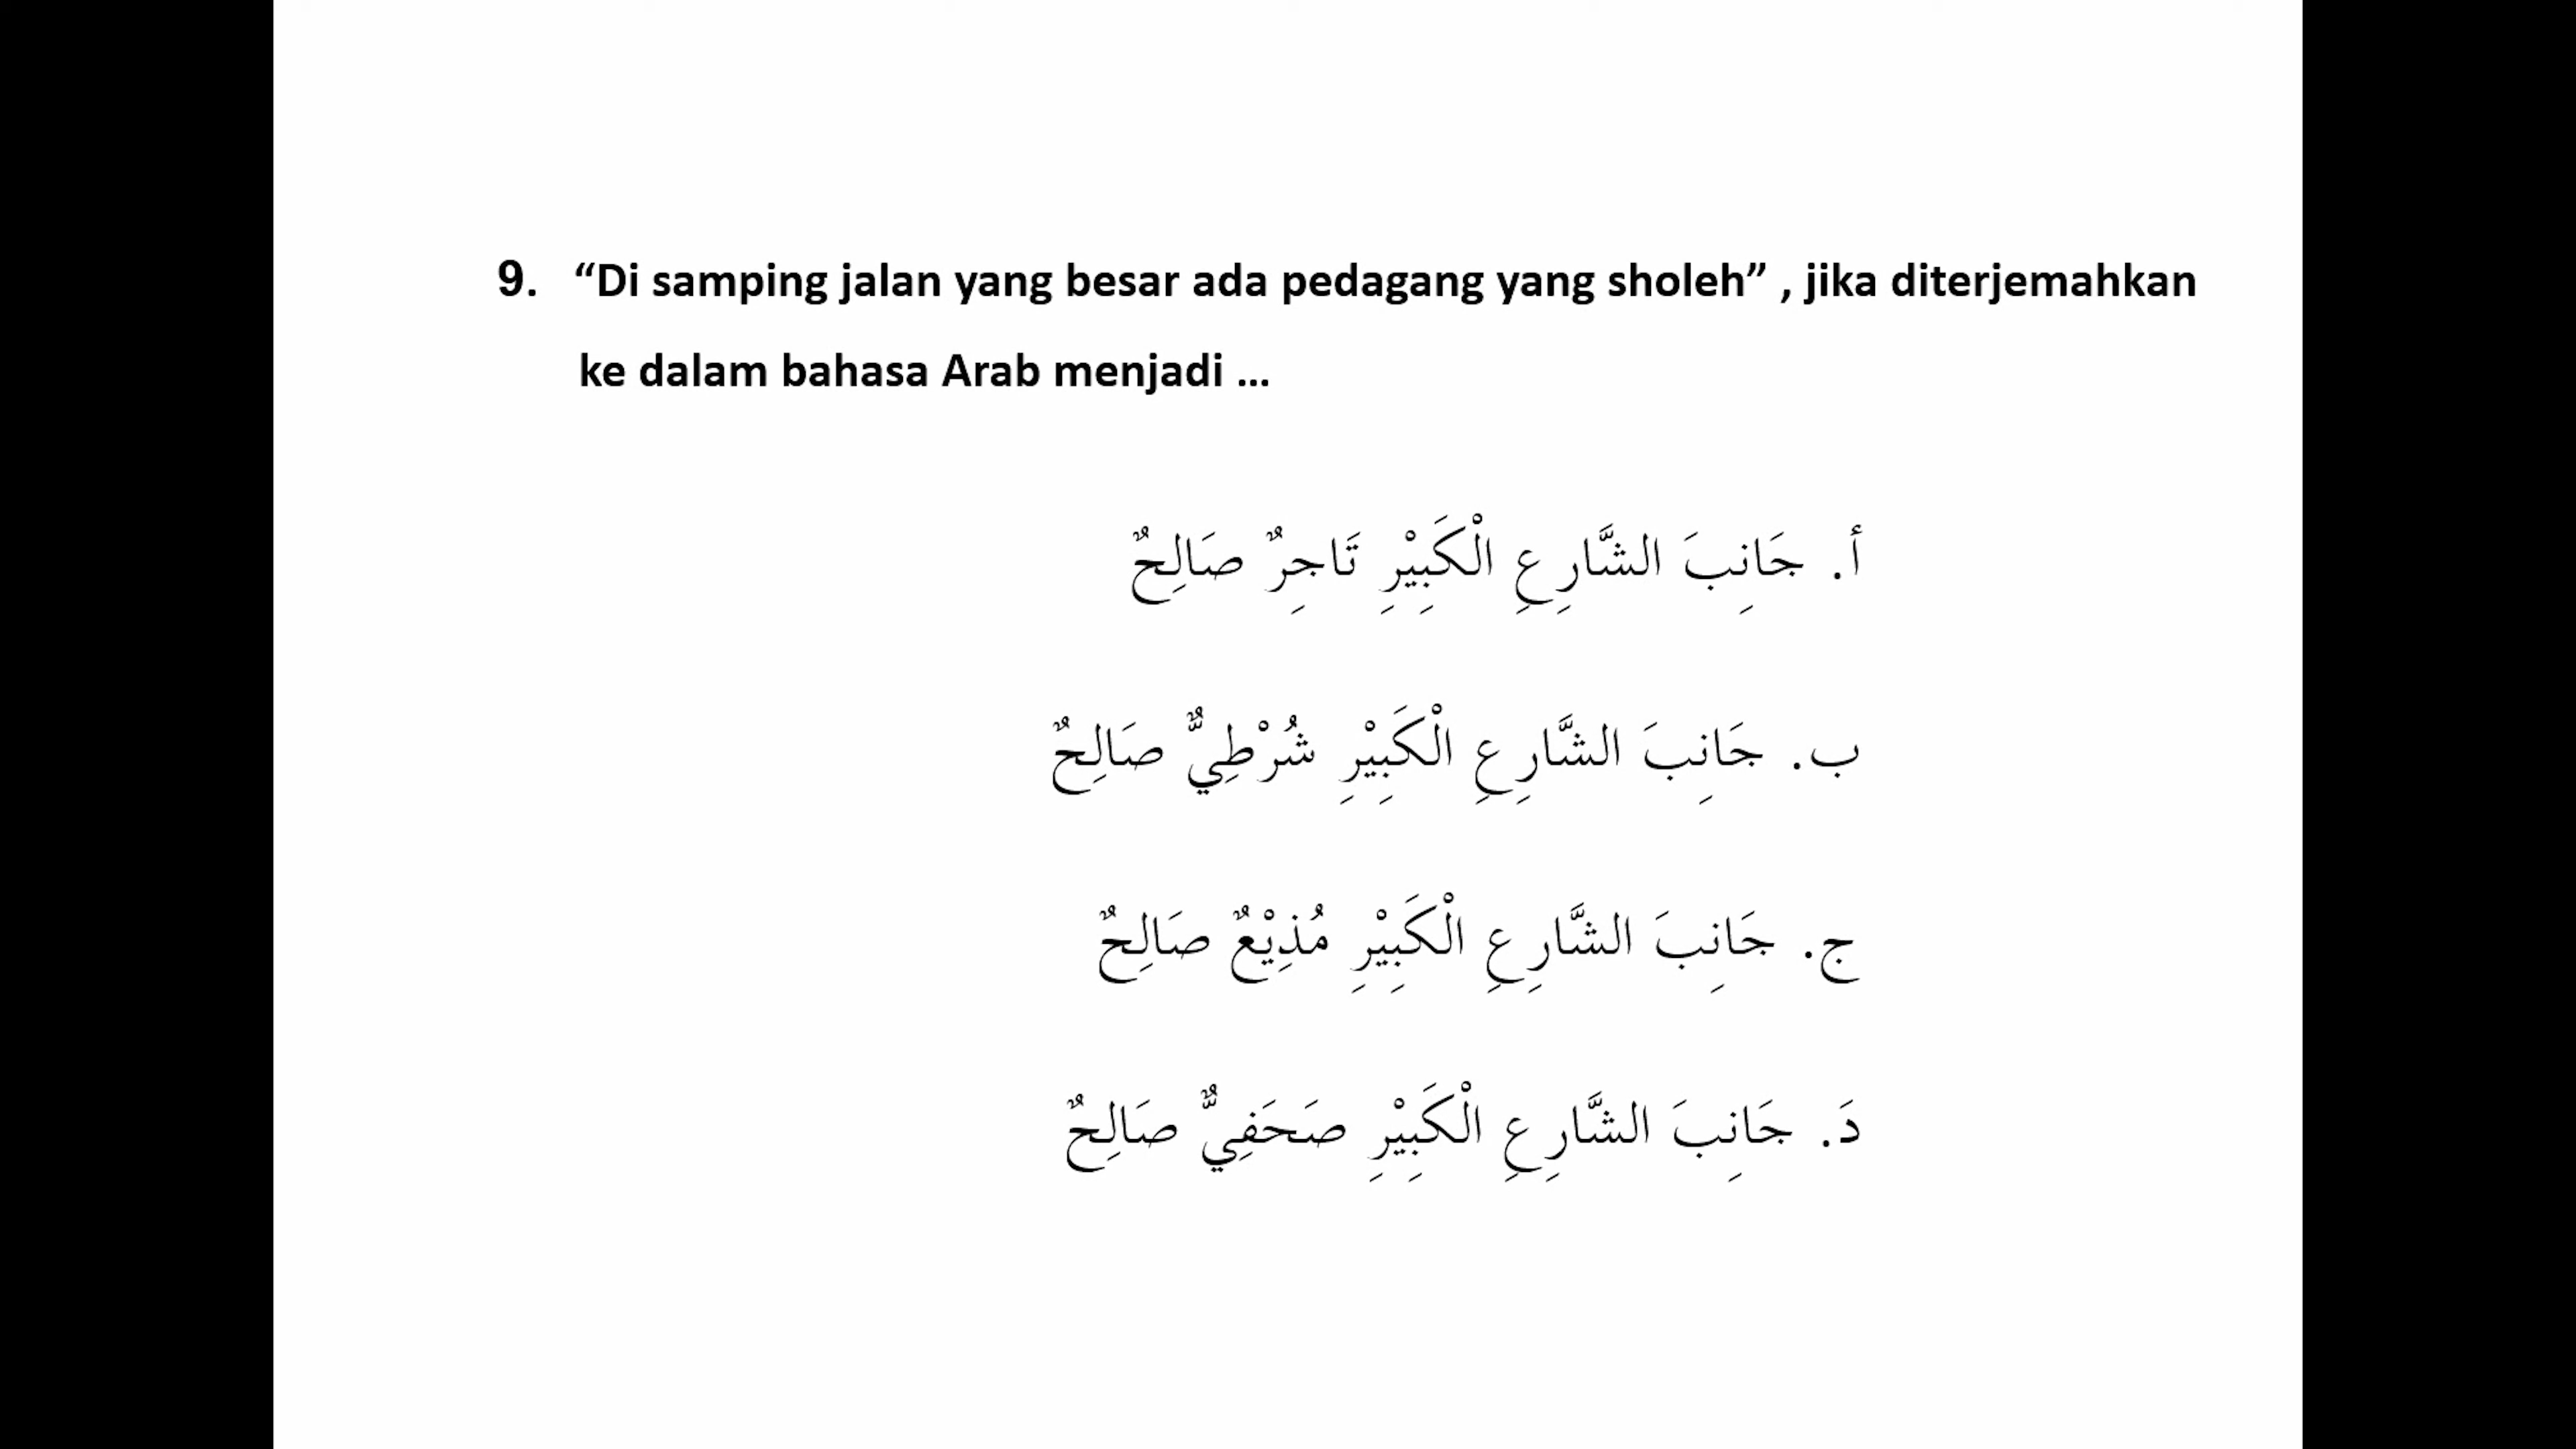 9. “Di samping jalan yang besar ada pedagang yang sholeh” , jika diterjemahkan
ke dalam bahasa Arab menjadi ...
أ. جَانِبَ الشَّارِعِ الْكَبِيْرِ تَاجِرٌ صَالِحٌ
ب. جَانِبَ الشَّارِعِ الْكَبِيْرِ شُرْطِيٌّ صَالِحٌ
ج. جَانِبَ الشَّارِعِ الْكَبِيْرِ مُذِيْعٌ صَالِحٌ
دَ. جَانِبَ الشَّارِعِ الْكَبِيْرِ صَحَفِيٌّ صَالِحٌ